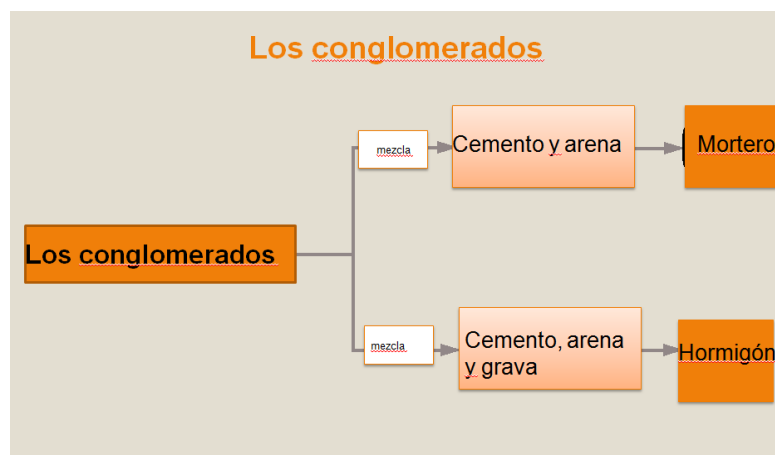 Los conglomerados
mezcla
Cemento y arena
Mortero
Los conglomerados
mezcla
Cemento, arena
y grava
Hormigón